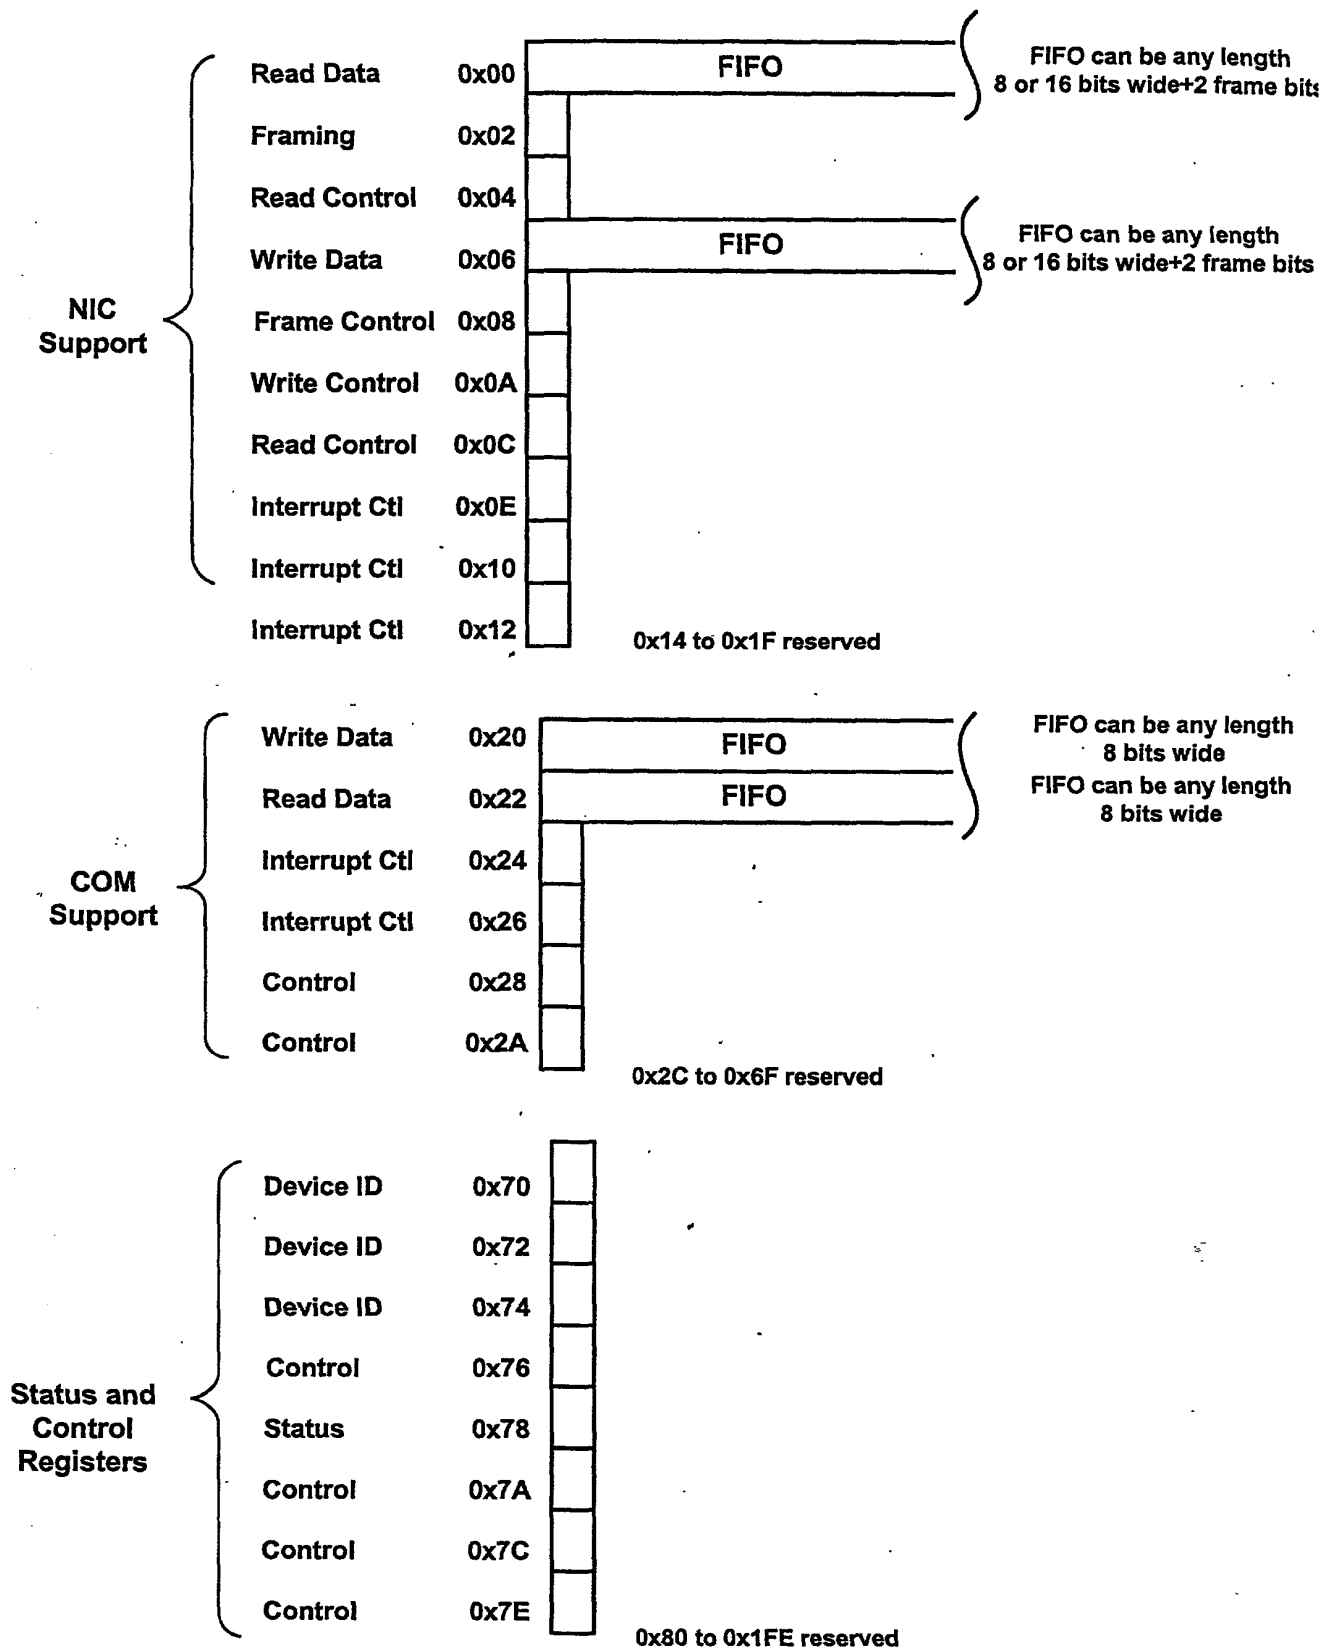 Read Data 0x00 FIFO
FIFO can be any length
8 or 16 bits wide+2 frame bits
Framing 0x02
Read Control 0x04
Write Data 0x06 FIFO
FIFO can be any length
8 or 16 bits wide+2 frame bits
NIC
Support
Frame Control 0x08
Write Control 0x0A
Read Control 0x0C
Interrupt Ctl 0x0E
Interrupt Ctl 0x10
Interrupt Ctl 0x12
0x14 to 0x1F reserved
Write Data 0x20 FIFO
FIFO can be any length
8 bits wide
Read Data 0x22 FIFO
FIFO can be any length
8 bits wide
COM
Support
Interrupt Ctl 0x24
Interrupt Ctl 0x26
Control 0x28
Control 0x2A
0x2C to 0x6F reserved
Device ID 0x70
Device ID 0x72
Device ID 0x74
Control 0x76
Status and
Control
Registers
Status 0x78
Control 0x7A
Control 0x7C
Control 0x7E
0x80 to 0x1FE reserved